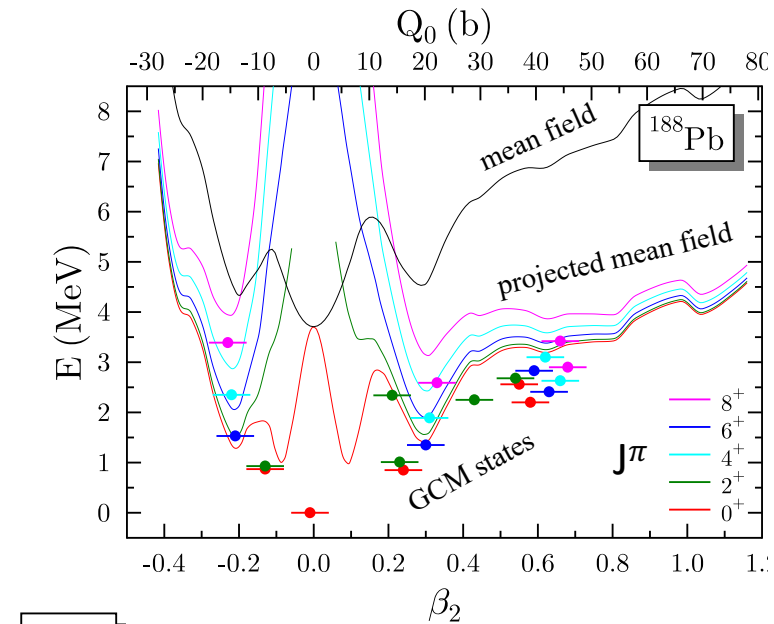 Q₀ (b)
-30 -20 -10 0 10 20 30 40 50 60 70 80
8
7
6
5
4
3
2
1
0
E (MeV)
mean field
¹⁸⁸Pb
projected mean field
GCM states
Jπ
8⁺
6⁺
4⁺
2⁺
0⁺
-0.4 -0.2 0.0 0.2 0.4 0.6 0.8 1.0 1.2
β₂